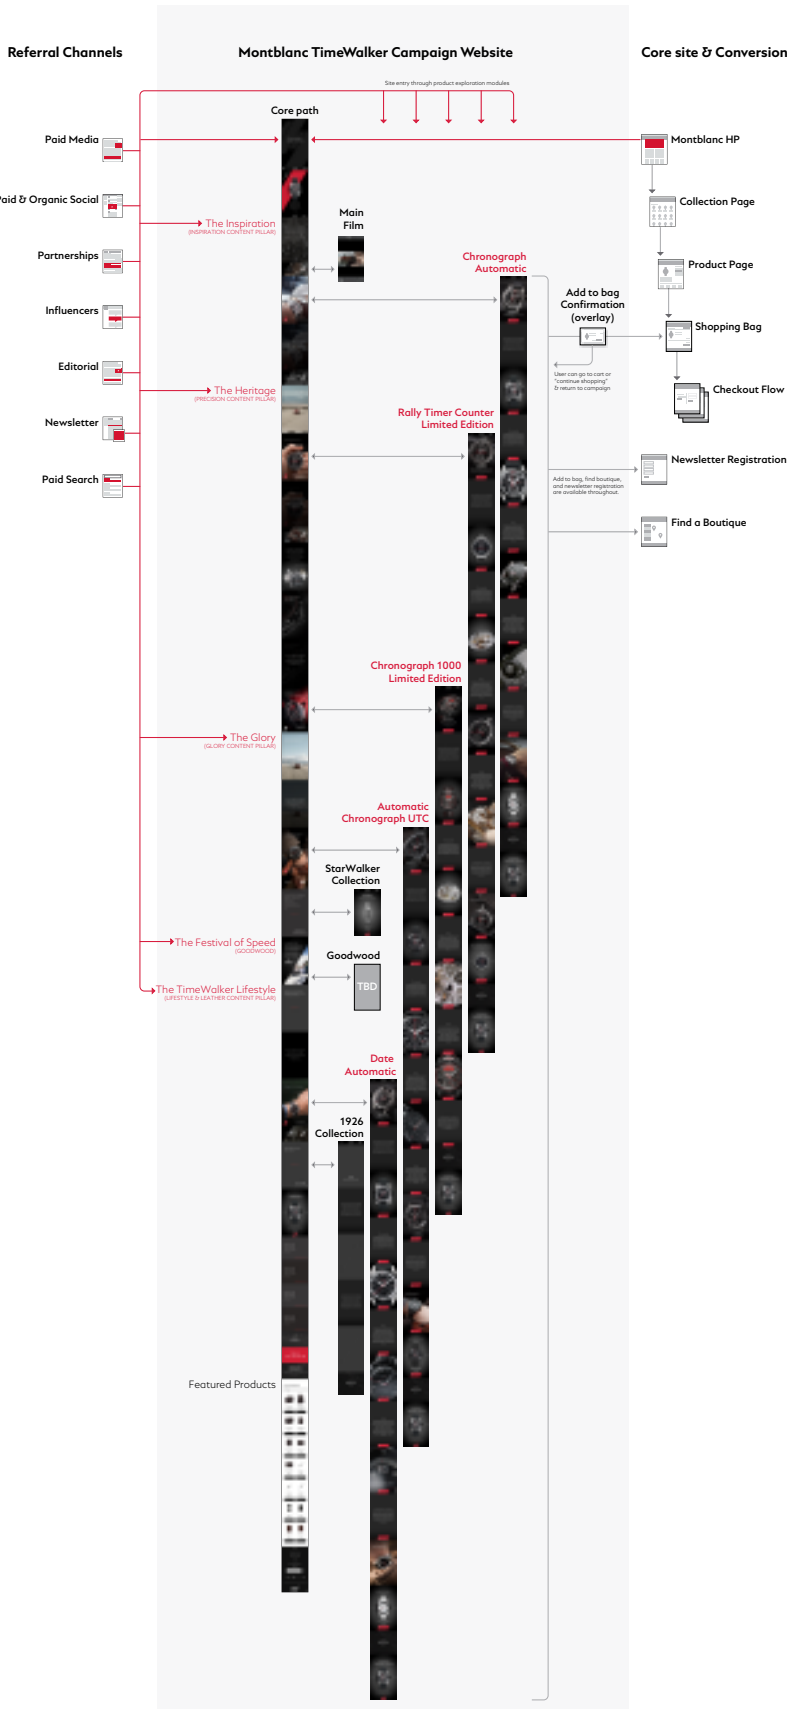 Referral Channels
Montblanc TimeWalker Campaign Website
Core site & Conversion
Site entry through product exploration modules
Core path
Paid Media
Montblanc HP
Paid & Organic Social
Collection Page
Main
Film
The Inspiration
(INSPIRATION CONTENT PILLAR)
Partnerships
Chronograph
Automatic
Product Page
Add to bag
Confirmation
(overlay)
Influencers
Shopping Bag
Editorial
User can go to cart or
"continue shopping"
& return to campaign
The Heritage
(PRECISION CONTENT PILLAR)
Checkout Flow
Rally Timer Counter
Limited Edition
Newsletter
Newsletter Registration
Paid Search
Add to bag, find boutique,
and newsletter registration
are available throughout.
Find a Boutique
Chronograph 1000
Limited Edition
The Glory
(GLORY CONTENT PILLAR)
Automatic
Chronograph UTC
StarWalker
Collection
The Festival of Speed
(GOODWOOD)
Goodwood
TBD
The TimeWalker Lifestyle
(LIFESTYLE & LEATHER CONTENT PILLAR)
Date
Automatic
1926
Collection
Featured Products